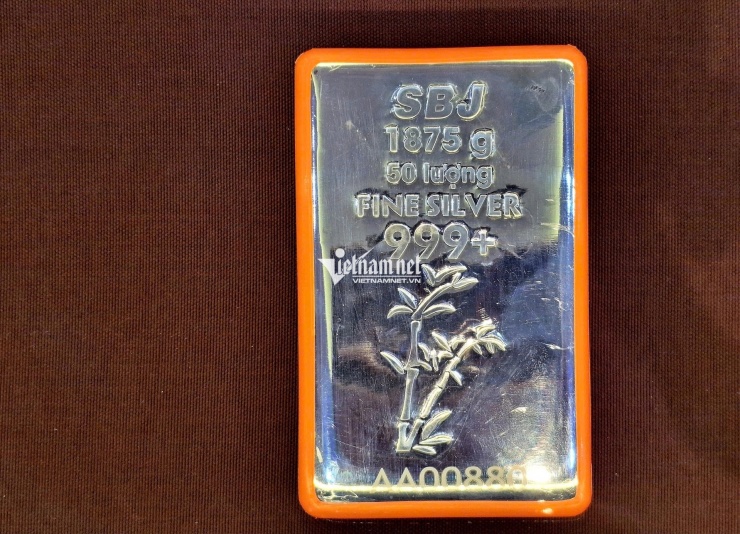 SBJ
1875 g
50 lượng
FINE SILVER
999+
Vietnamnet
VIETNAMNET.VN